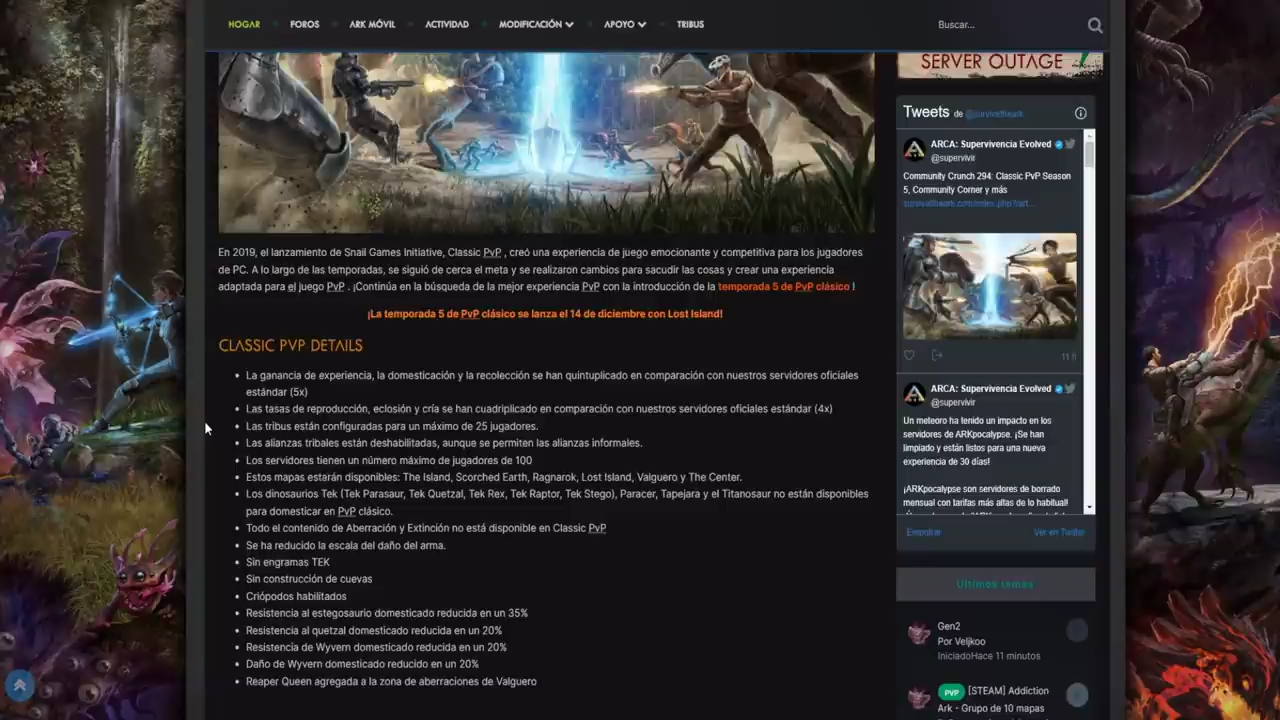 HOGAR
FOROS
ARK MÓVIL
ACTIVIDAD
MODIFICACIÓN
APOYO
TRIBUS
Buscar...
SERVER OUTAGE
En 2019, el lanzamiento de Snail Games Initiative, Classic PvP , creó una experiencia de juego emocionante y competitiva para los jugadores
de PC. A lo largo de las temporadas, se siguió de cerca el meta y se realizaron cambios para sacudir las cosas y crear una experiencia
adaptada para el juego PvP . ¡Continúa en la búsqueda de la mejor experiencia PvP con la introducción de la temporada 5 de PvP clásico !
¡La temporada 5 de PvP clásico se lanza el 14 de diciembre con Lost Island!
CLASSIC PVP DETAILS
La ganancia de experiencia, la domesticación y la recolección se han quintuplicado en comparación con nuestros servidores oficiales
estándar (5x)
Las tasas de reproducción, eclosión y cría se han cuadriplicado en comparación con nuestros servidores oficiales estándar (4x)
Las tribus están configuradas para un máximo de 25 jugadores.
Las alianzas tribales están deshabilitadas, aunque se permiten las alianzas informales.
Los servidores tienen un número máximo de jugadores de 100
Estos mapas estarán disponibles: The Island, Scorched Earth, Ragnarok, Lost Island, Valguero y The Center.
Los dinosaurios Tek (Tek Parasaur, Tek Quetzal, Tek Rex, Tek Raptor, Tek Stego), Paracer, Tapejara y el Titanosaur no están disponibles
para domesticar en PvP clásico.
Todo el contenido de Aberración y Extinción no está disponible en Classic PvP
Se ha reducido la escala del daño del arma.
Sin engramas TEK
Sin construcción de cuevas
Criópodos habilitados
Resistencia al estegosaurio domesticado reducida en un 35%
Resistencia al quetzal domesticado reducida en un 20%
Resistencia de Wyvern domesticado reducida en un 20%
Daño de Wyvern domesticado reducido en un 20%
Reaper Queen agregada a la zona de aberraciones de Valguero
Tweets de @survivetheark
ARCA: Supervivencia Evolved
@supervivir
Community Crunch 294: Classic PvP Season
5, Community Corner y más
survivetheark.com/index.php?/art...
11 h
ARCA: Supervivencia Evolved
@supervivir
Un meteoro ha tenido un impacto en los
servidores de ARKpocalypse. ¡Se han
limpiado y están listos para una nueva
experiencia de 30 días!
¡ARKpocalypse son servidores de borrado
mensual con tarifas más altas de lo habitual!
Empotrar
Ver en Twitter
Últimos temas
Gen2
Por Veljkoo
IniciadoHace 11 minutos
PVP [STEAM] Addiction
Ark - Grupo de 10 mapas